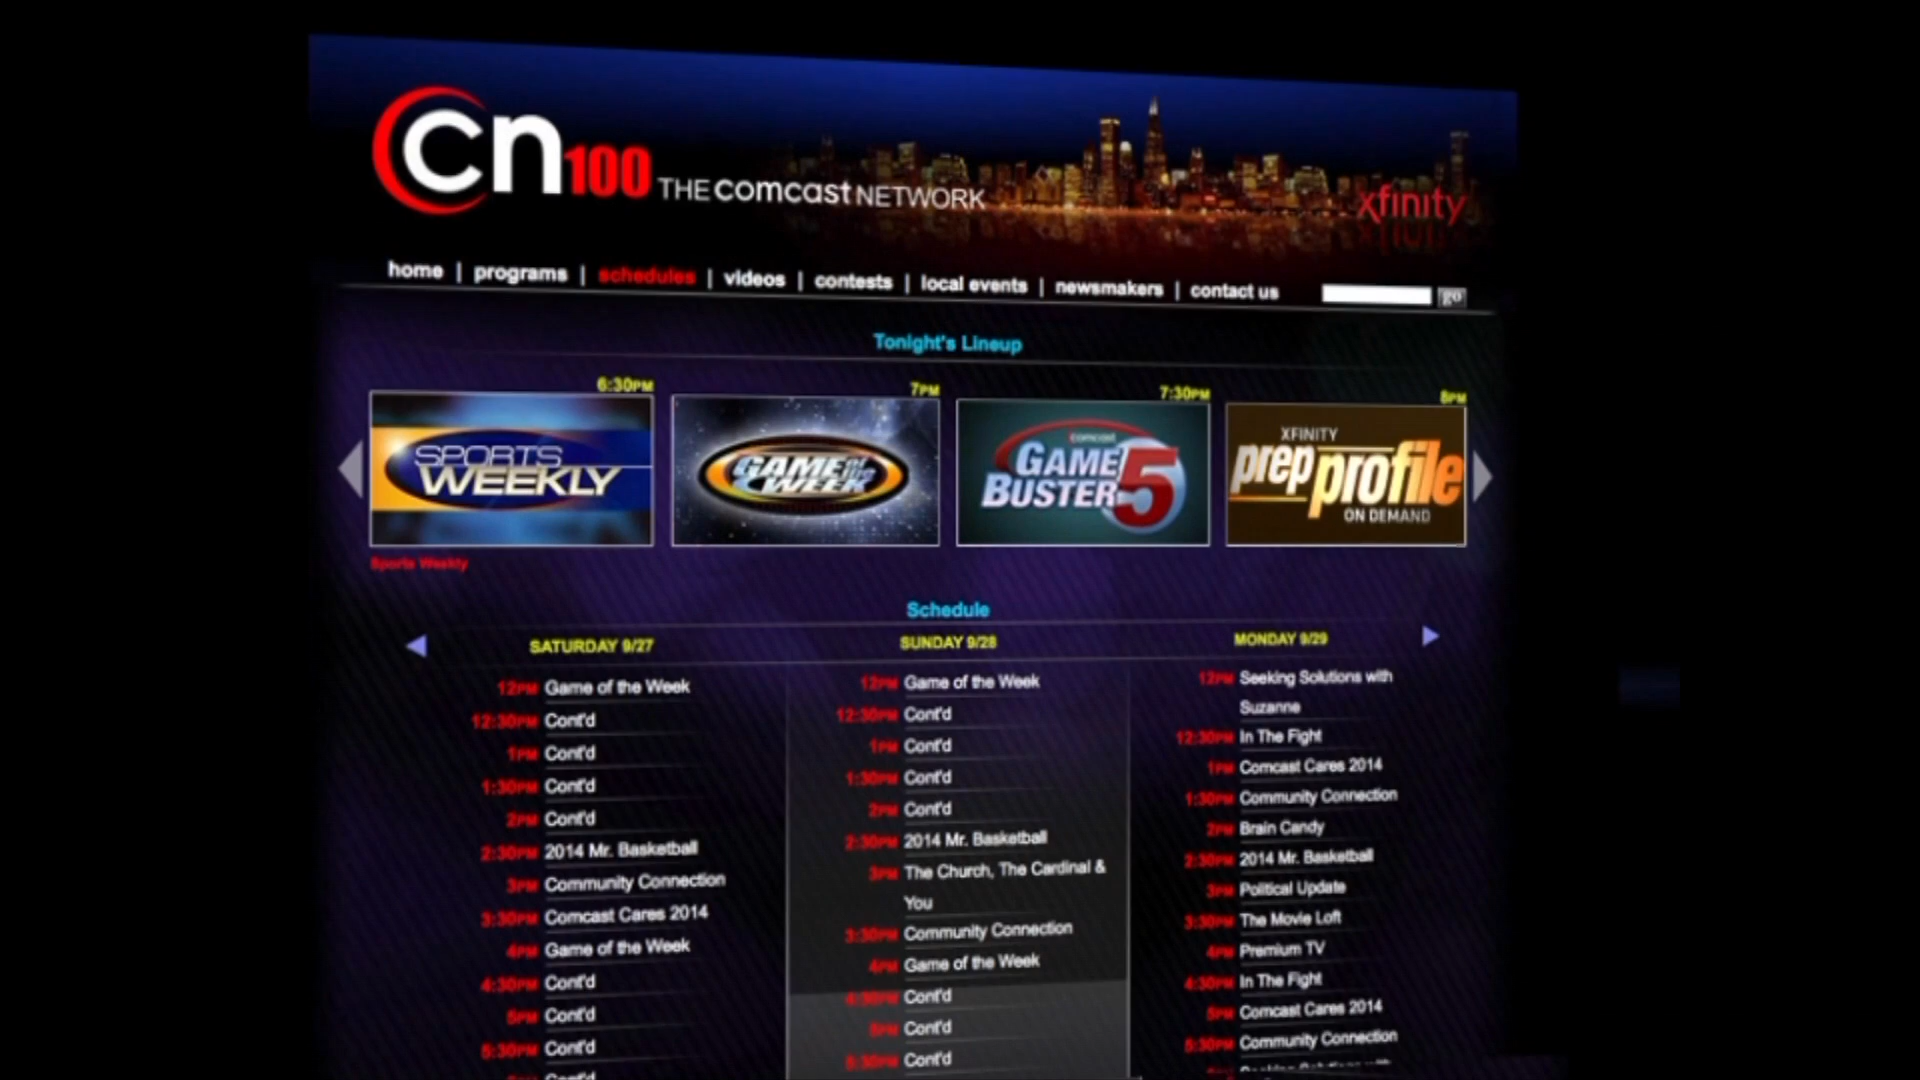 cn100 THE comcast NETWORK
xfinity
home | programs | schedules | videos | contests | local events | newsmakers | contact us
go
Tonight's Lineup
6:30PM
7PM
7:30PM
8PM
SPORTS
WEEKLY
GAME of the
WEEK
comcast
GAME
BUSTER 5
XFINITY
prep profile
ON DEMAND
Sports Weekly
Schedule
SATURDAY 9/27
12PM Game of the Week
12:30PM Cont'd
1PM Cont'd
1:30PM Cont'd
2PM Cont'd
2:30PM 2014 Mr. Basketball
3PM Community Connection
3:30PM Comcast Cares 2014
4PM Game of the Week
4:30PM Cont'd
5PM Cont'd
5:30PM Cont'd
Cont'd
SUNDAY 9/28
12PM Game of the Week
12:30PM Cont'd
1PM Cont'd
1:30PM Cont'd
2PM Cont'd
2:30PM 2014 Mr. Basketball
3PM The Church, The Cardinal &
You
3:30PM Community Connection
4PM Game of the Week
4:30PM Cont'd
5PM Cont'd
5:30PM Cont'd
MONDAY 9/29
12PM Seeking Solutions with
Suzanne
12:30PM In The Fight
1PM Comcast Cares 2014
1:30PM Community Connection
2PM Brain Candy
2:30PM 2014 Mr. Basketball
3PM Political Update
3:30PM The Movie Loft
4PM Premium TV
4:30PM In The Fight
5PM Comcast Cares 2014
5:30PM Community Connection
Seeking Solutions with